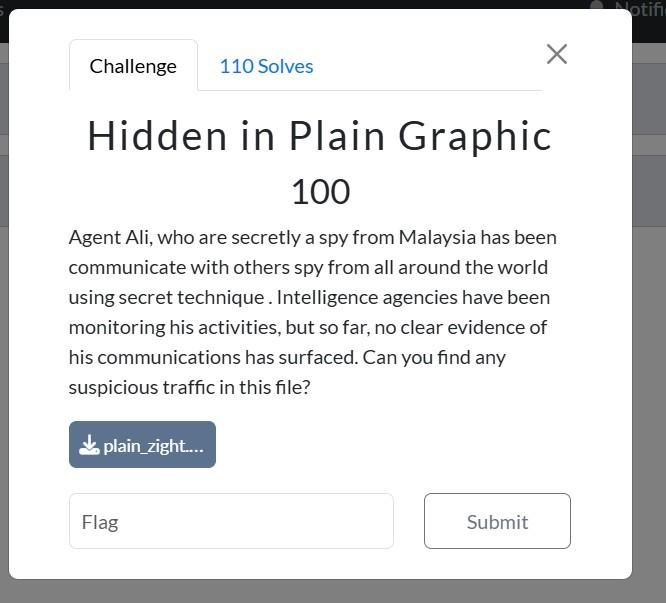 Notifi
Challenge
110 Solves
Hidden in Plain Graphic
100
Agent Ali, who are secretly a spy from Malaysia has been
communicate with others spy from all around the world
using secret technique . Intelligence agencies have been
monitoring his activities, but so far, no clear evidence of
his communications has surfaced. Can you find any
suspicious traffic in this file?
plain_zight....
Flag
Submit